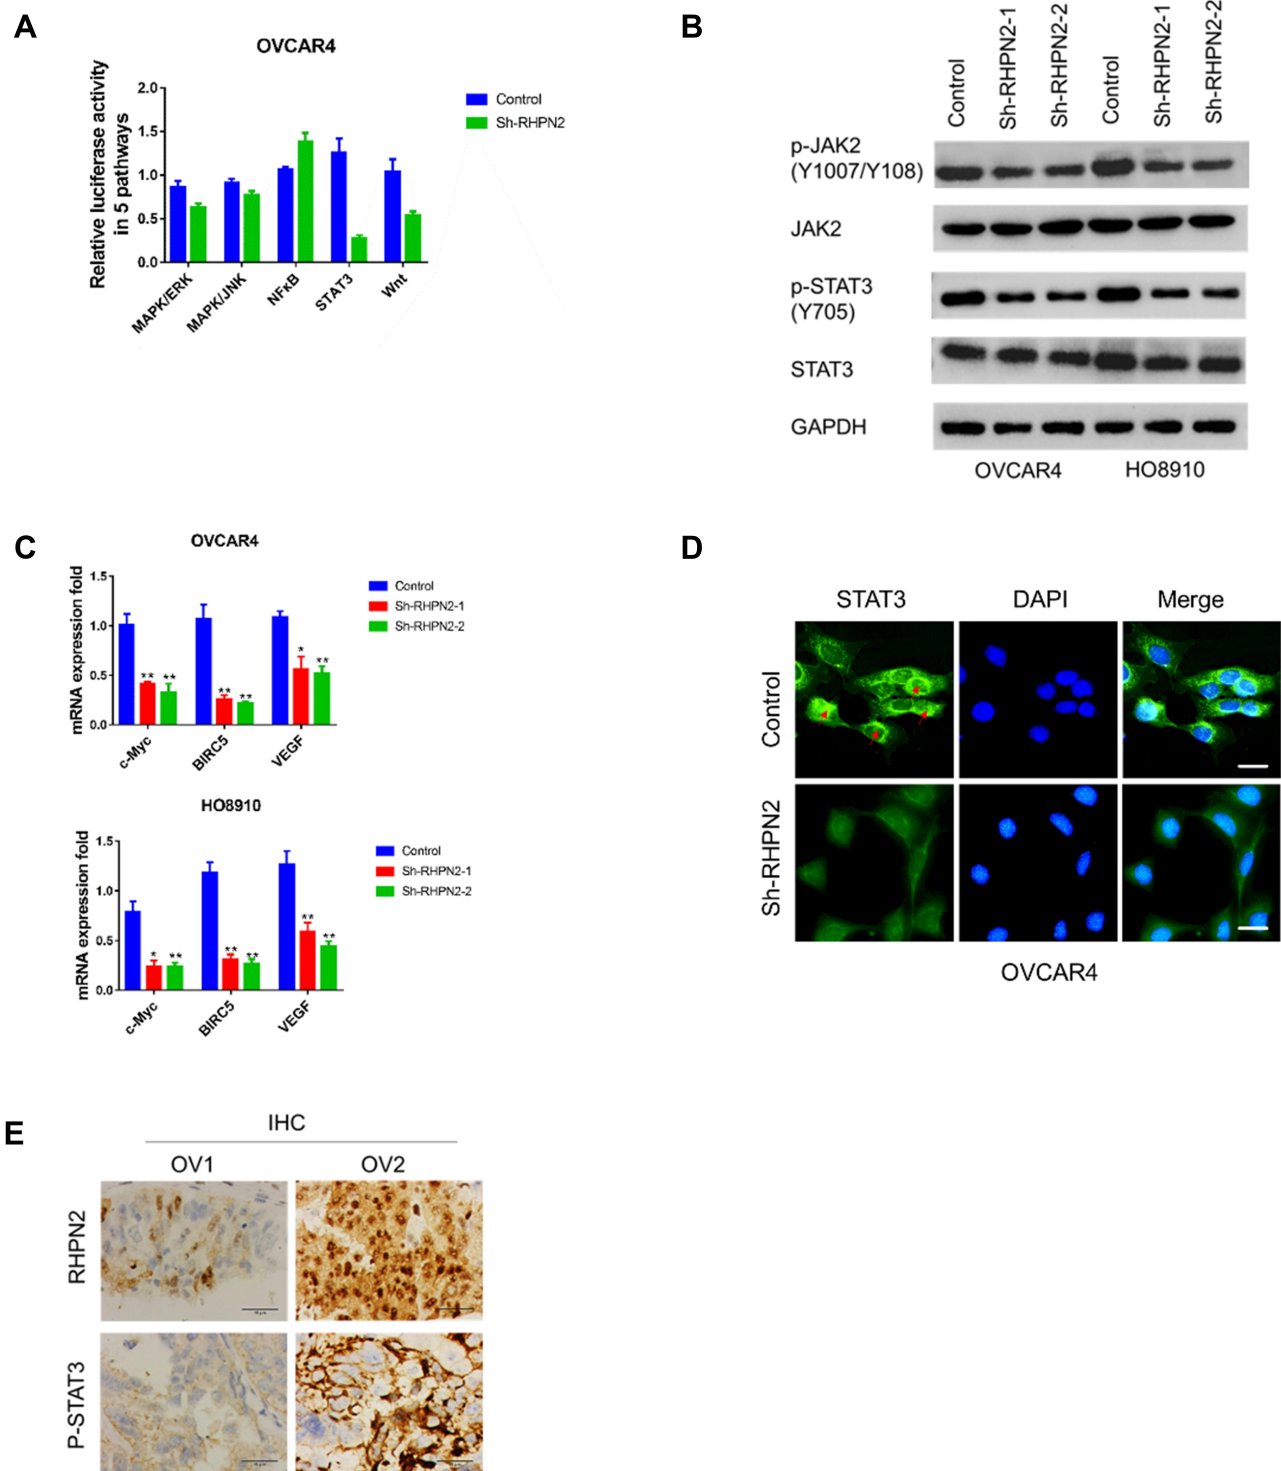 A
OVCAR4
Relative luciferase activity
in 5 pathways
2.0
1.5
1.0
0.5
0.0
MAPK/ERK
MAPK/JNK
NFκB
STAT3
Wnt
Control
Sh-RHPN2
B
Control
Sh-RHPN2-1
Sh-RHPN2-2
Control
Sh-RHPN2-1
Sh-RHPN2-2
p-JAK2
(Y1007/Y108)
JAK2
p-STAT3
(Y705)
STAT3
GAPDH
OVCAR4
HO8910
C
OVCAR4
mRNA expression fold
1.5
1.0
0.5
0.0
** **
** **
* **
c-Myc
BIRC5
VEGF
Control
Sh-RHPN2-1
Sh-RHPN2-2
HO8910
mRNA expression fold
1.5
1.0
0.5
0.0
* **
** **
** **
c-Myc
BIRC5
VEGF
Control
Sh-RHPN2-1
Sh-RHPN2-2
D
STAT3
DAPI
Merge
Control
Sh-RHPN2
OVCAR4
E
IHC
OV1
OV2
RHPN2
P-STAT3